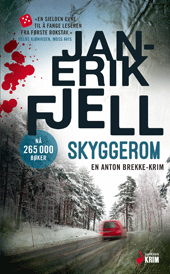 «EN SJELDEN EVNE
TIL Å FANGE LESEREN
FRA FØRSTE BOKSTAV.»
JAN-
ERIK
FJELL
NÅ
265 000
BØKER
SKYGGEROM
EN ANTON BREKKE-KRIM
KRIM